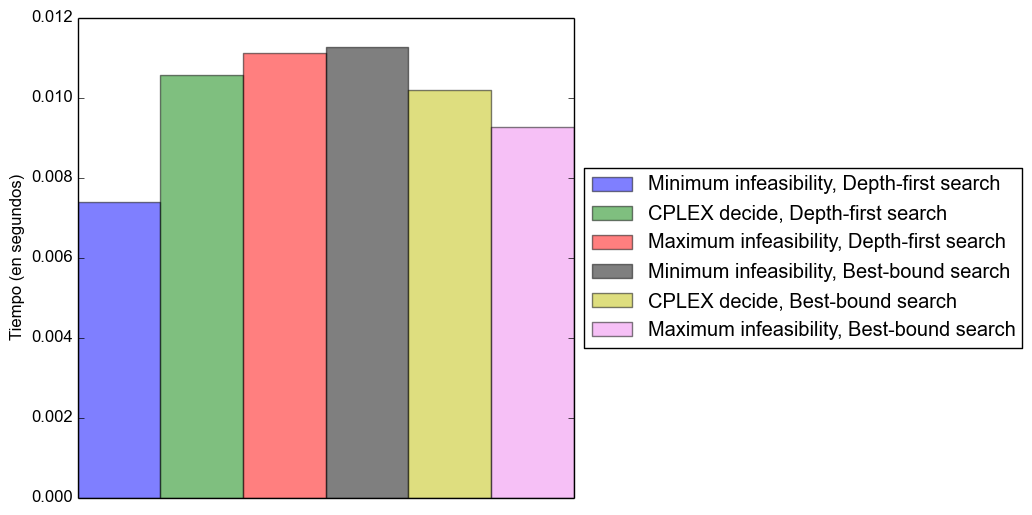 0.012
0.010
0.008
0.006
0.004
0.002
0.000
Tiempo (en segundos)
Minimum infeasibility, Depth-first search
CPLEX decide, Depth-first search
Maximum infeasibility, Depth-first search
Minimum infeasibility, Best-bound search
CPLEX decide, Best-bound search
Maximum infeasibility, Best-bound search